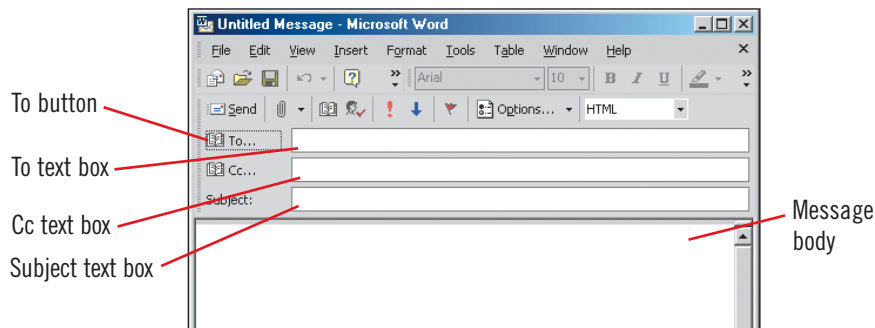 Untitled Message - Microsoft Word
File Edit View Insert Format Tools Table Window Help
Arial 10 B I U
Send Options... HTML
To button
To...
To text box
Cc...
Cc text box
Subject:
Subject text box
Message
body